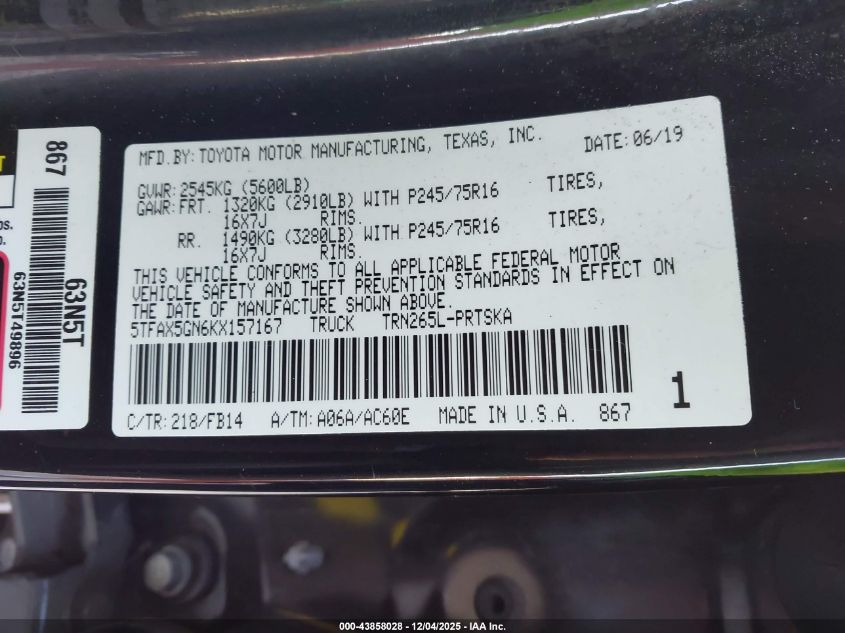 MFD.BY:TOYOTA MOTOR MANUFACTURING, TEXAS, INC. DATE:06/19
GVWR:2545KG (5600LB)
GAWR:FRT. 1320KG (2910LB) WITH P245/75R16 TIRES,
16X7J RIMS.
RR. 1490KG (3280LB) WITH P245/75R16 TIRES,
16X7J RIMS.
THIS VEHICLE CONFORMS TO ALL APPLICABLE FEDERAL MOTOR
VEHICLE SAFETY AND THEFT PREVENTION STANDARDS IN EFFECT ON
THE DATE OF MANUFACTURE SHOWN ABOVE.
5TFAX5GN6KX157167 TRUCK TRN265L-PRTSKA
C/TR:218/FB14 A/TM:A06A/AC60E MADE IN U.S.A. 867
1
867
63N5T
63N5T49896
000-43858028 - 12/04/2025 - IAA Inc.